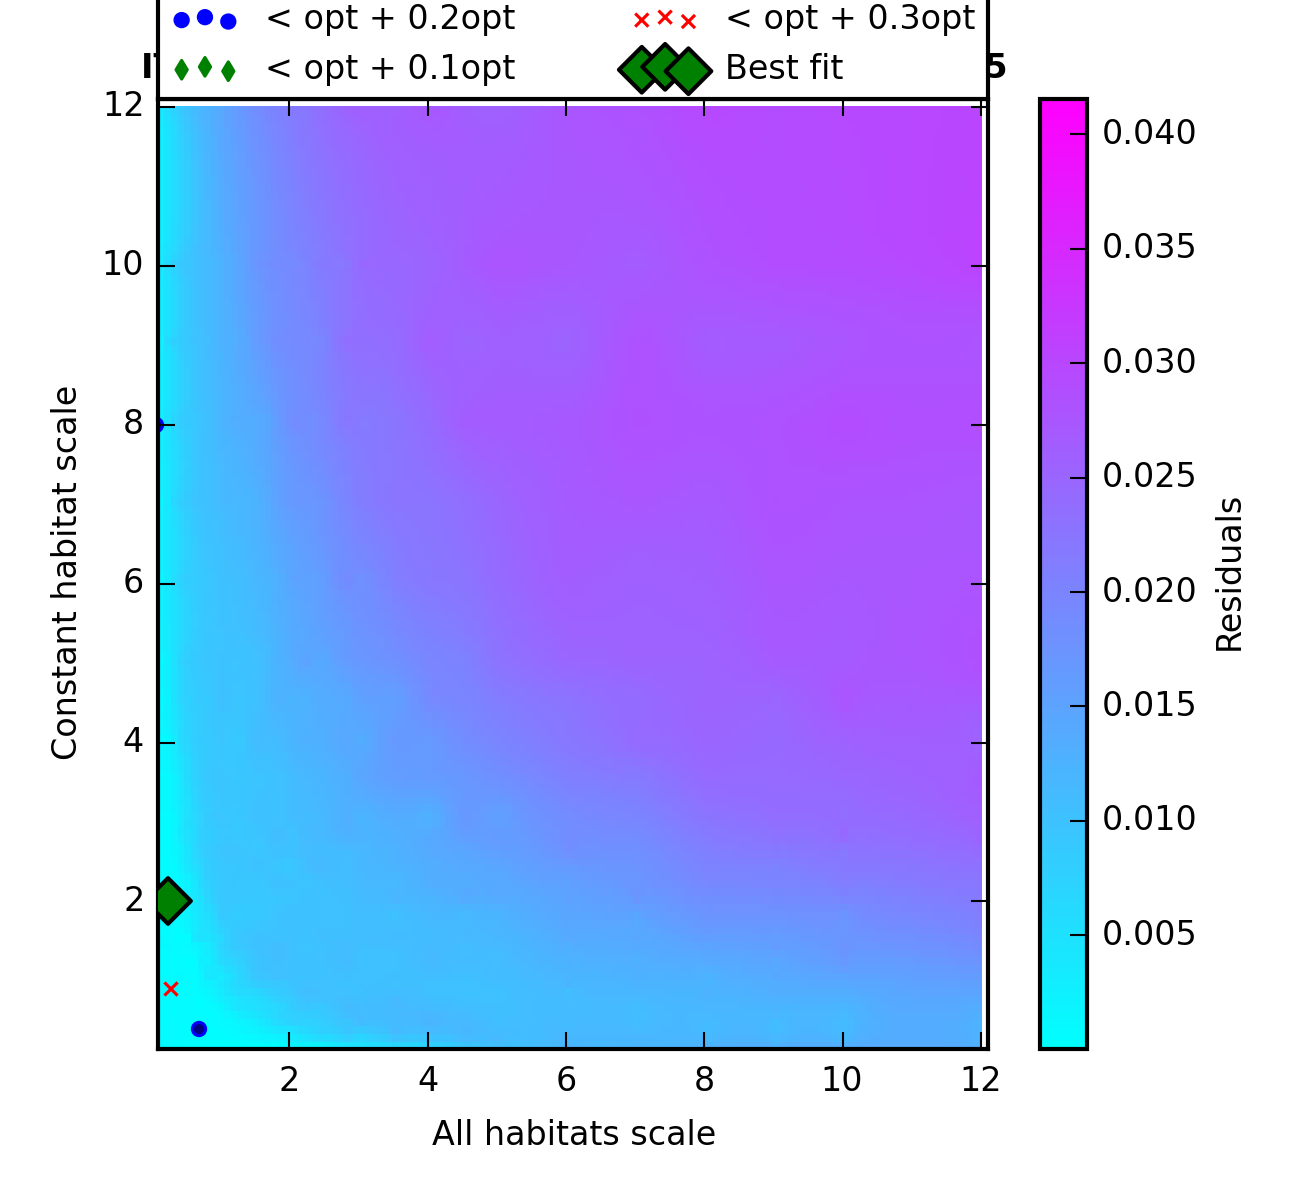 < opt + 0.2opt < opt + 0.3opt
< opt + 0.1opt Best fit
5
12
10
8
6
4
2
2 4 6 8 10 12
All habitats scale
Constant habitat scale
0.040
0.035
0.030
0.025
0.020
0.015
0.010
0.005
Residuals